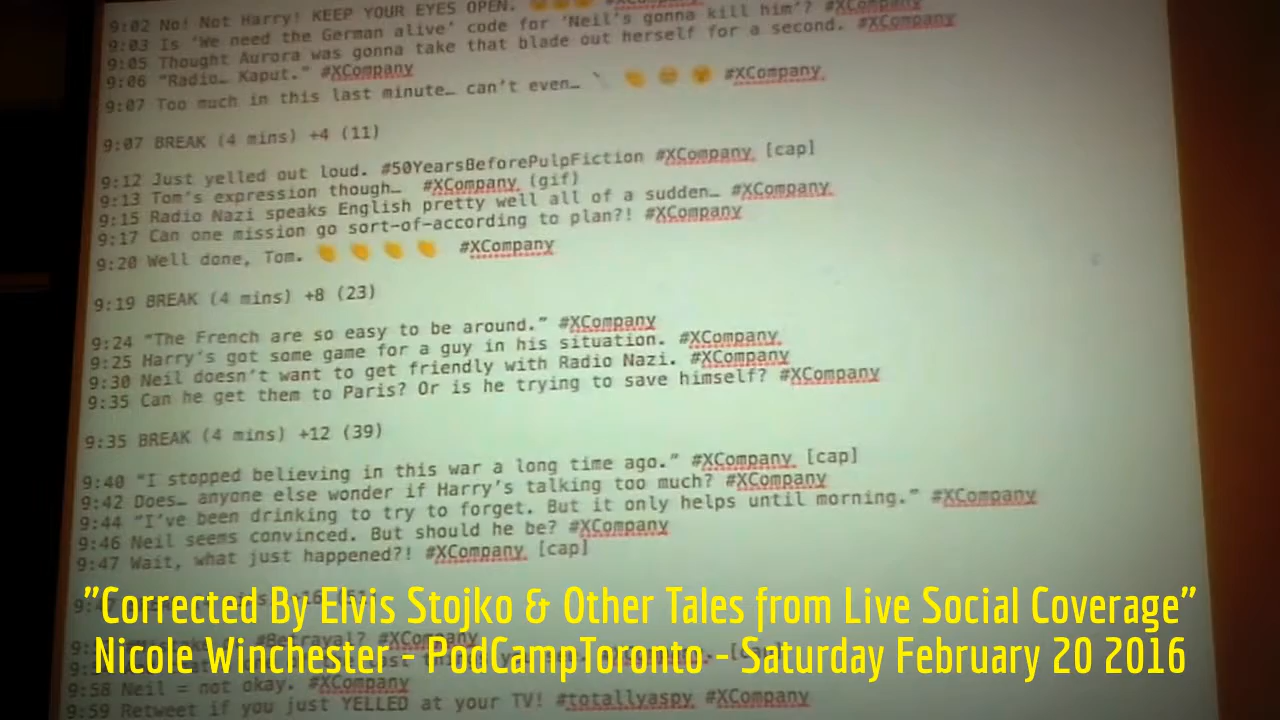 9:02 No! Not Harry! KEEP YOUR EYES OPEN. #XCompany
9:03 Is ‘We need the German alive’ code for ‘Neil’s gonna kill him’? #XCompany
9:05 Thought Aurora was gonna take that blade out herself for a second. #XCompany
9:06 “Radio… Kaput.” #XCompany
9:07 Too much in this last minute… can’t even… 👏 #XCompany
9:07 BREAK (4 mins) +4 (11)
9:12 Just yelled out loud. #50YearsBeforePulpFiction #XCompany [cap]
9:13 Tom’s expression though… #XCompany (gif)
9:15 Radio Nazi speaks English pretty well all of a sudden… #XCompany
9:17 Can one mission go sort-of-according to plan?! #XCompany
9:20 Well done, Tom. 👏 👏 👏 👏 #XCompany
9:19 BREAK (4 mins) +8 (23)
9:24 “The French are so easy to be around.” #XCompany
9:25 Harry’s got some game for a guy in his situation. #XCompany
9:30 Neil doesn’t want to get friendly with Radio Nazi. #XCompany
9:35 Can he get them to Paris? Or is he trying to save himself? #XCompany
9:35 BREAK (4 mins) +12 (39)
9:40 “I stopped believing in this war a long time ago.” #XCompany [cap]
9:42 Does… anyone else wonder if Harry’s talking too much? #XCompany
9:44 “I’ve been drinking to try to forget. But it only helps until morning.” #XCompany
9:46 Neil seems convinced. But should he be? #XCompany
9:47 Wait, what just happened?! #XCompany [cap]
"Corrected By Elvis Stojko & Other Tales from Live Social Coverage"
#Betrayal? #XCompany
Nicole Winchester - PodCampToronto - Saturday February 20 2016
9:58 Neil = not okay. #XCompany
9:59 Retweet if you just YELLED at your TV! #totallyaspy #XCompany